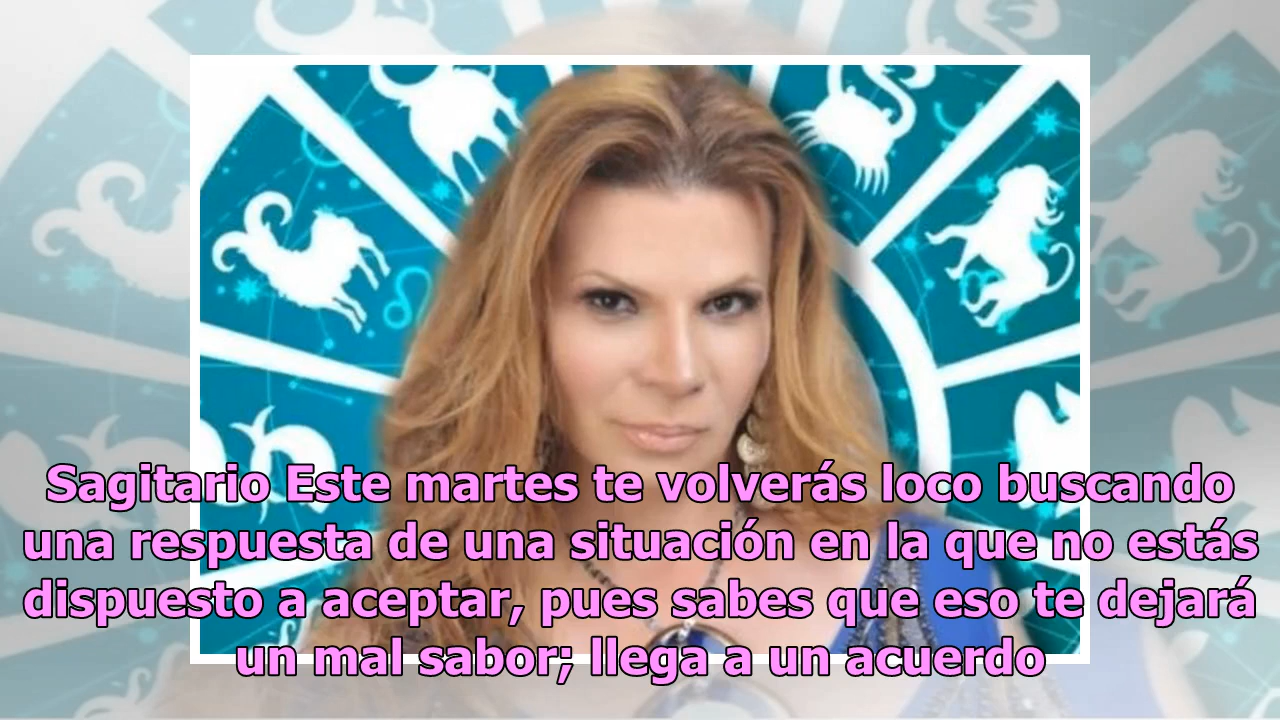 Sagitario Este martes te volverás loco buscando
una respuesta de una situación en la que no estás
dispuesto a aceptar, pues sabes que eso te dejará
un mal sabor; llega a un acuerdo